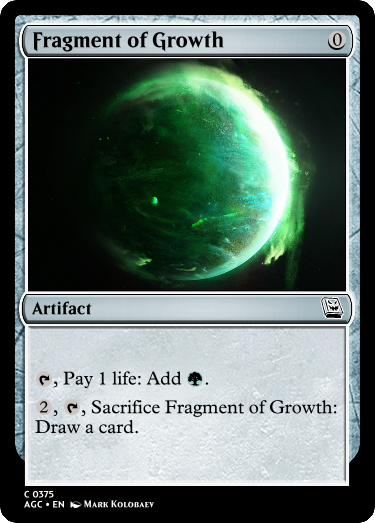 Fragment of Growth 0
Artifact
, Pay 1 life: Add .
2 , , Sacrifice Fragment of Growth:
Draw a card.
C 0375
AGC • EN Mark Kolobaev